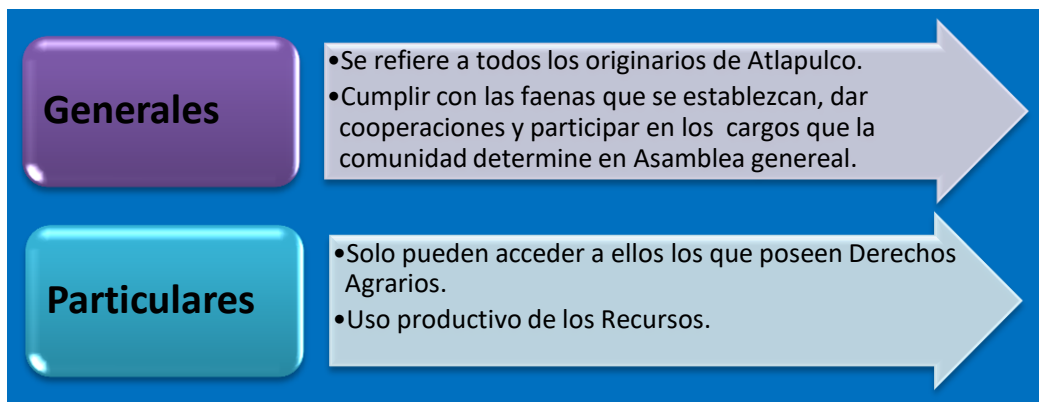 Generales
•Se refiere a todos los originarios de Atlapulco.
•Cumplir con las faenas que se establezcan, dar
cooperaciones y participar en los cargos que la
comunidad determine en Asamblea genereal.
Particulares
•Solo pueden acceder a ellos los que poseen Derechos
Agrarios.
•Uso productivo de los Recursos.